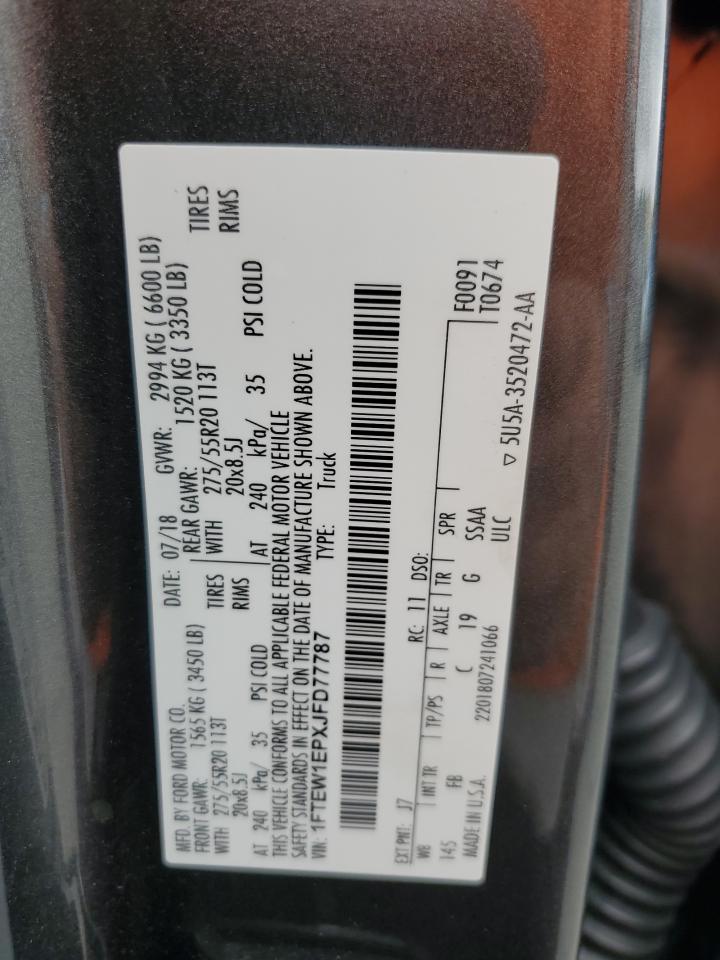 MFD. BY FORD MOTOR CO.
DATE: 07/18 GVWR: 2994 KG ( 6600 LB)
FRONT GAWR: 1565 KG ( 3450 LB) REAR GAWR: 1520 KG ( 3350 LB)
WITH 275/55R20 113T TIRES WITH 275/55R20 113T TIRES
20x8.5J RIMS 20x8.5J RIMS
AT 240 kPa/ 35 PSI COLD AT 240 kPa/ 35 PSI COLD
THIS VEHICLE CONFORMS TO ALL APPLICABLE FEDERAL MOTOR VEHICLE
SAFETY STANDARDS IN EFFECT ON THE DATE OF MANUFACTURE SHOWN ABOVE.
VIN: 1FTEW1EPXJFD77787 TYPE: Truck
EXT PNT: J7 RC: 11 DSO:
WB INT TR TP/PS R AXLE TR SPR F0091
145 FB C 19 G SSAA T0674
MADE IN U.S.A. 2201807241066 ULC ▽ 5U5A-3520472-AA